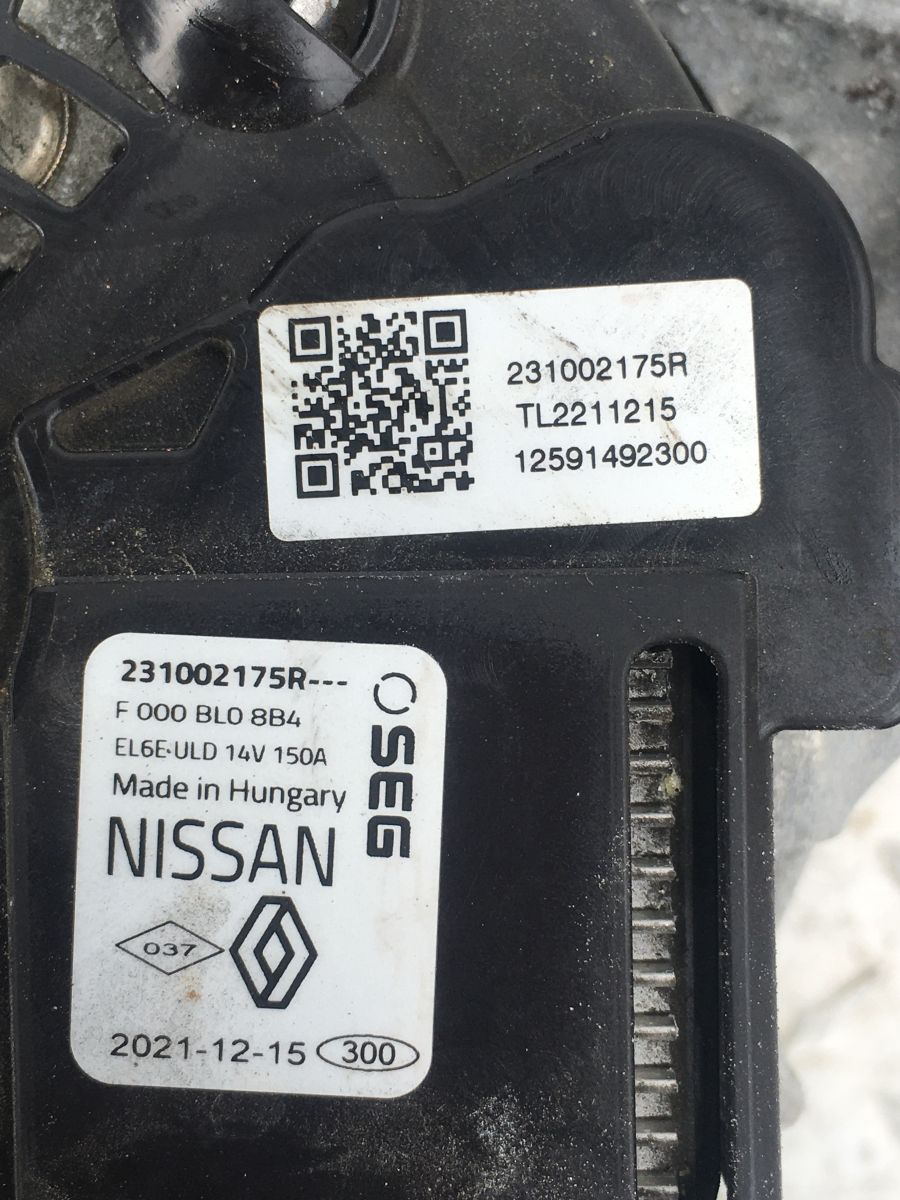 231002175R
TL2211215
12591492300
231002175R---
F 000 BL0 8B4
EL6E-ULD 14V 150A
Made in Hungary
SEG
NISSAN
037
2021-12-15 300